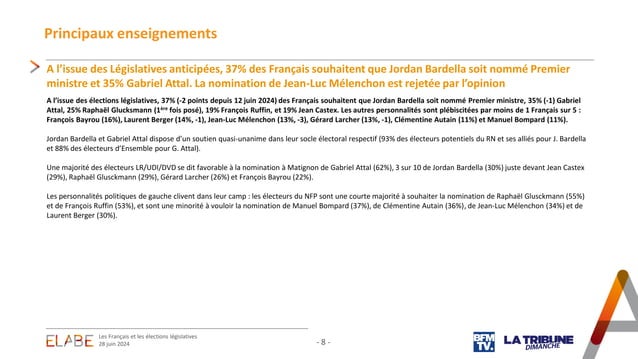 Principaux enseignements
A l'issue des Législatives anticipées, 37% des Français souhaitent que Jordan Bardella soit nommé Premier
ministre et 35% Gabriel Attal. La nomination de Jean-Luc Mélenchon est rejetée par l'opinion
A l'issue des élections législatives, 37% (-2 points depuis 12 juin 2024) des Français souhaitent que Jordan Bardella soit nommé Premier ministre, 35% (-1) Gabriel
Attal, 25% Raphaël Glucksmann (1ère fois posé), 19% François Ruffin, et 19% Jean Castex. Les autres personnalités sont plébiscitées par moins de 1 Français sur 5 :
François Bayrou (16%), Laurent Berger (14%, -1), Jean-Luc Mélenchon (13%, -3), Gérard Larcher (13%, -1), Clémentine Autain (11%) et Manuel Bompard (11%).
Jordan Bardella et Gabriel Attal dispose d'un soutien quasi-unanime dans leur socle électoral respectif (93% des électeurs potentiels du RN et ses alliés pour J. Bardella
et 88% des électeurs d'Ensemble pour G. Attal).
Une majorité des électeurs LR/UDI/DVD se dit favorable à la nomination à Matignon de Gabriel Attal (62%), 3 sur 10 de Jordan Bardella (30%) juste devant Jean Castex
(29%), Raphaël Glusckmann (29%), Gérard Larcher (26%) et François Bayrou (22%).
Les personnalités politiques de gauche clivent dans leur camp : les électeurs du NFP sont une courte majorité à souhaiter la nomination de Raphaël Glusckmann (55%)
et de François Ruffin (53%), et sont une minorité à vouloir la nomination de Manuel Bompard (37%), de Clémentine Autain (36%), de Jean-Luc Mélenchon (34%) et de
Laurent Berger (30%).
ELABE
Les Français et les élections législatives
28 juin 2024
- 8 -
BFM
TV.
LA TRIBUNE
DIMANCHE